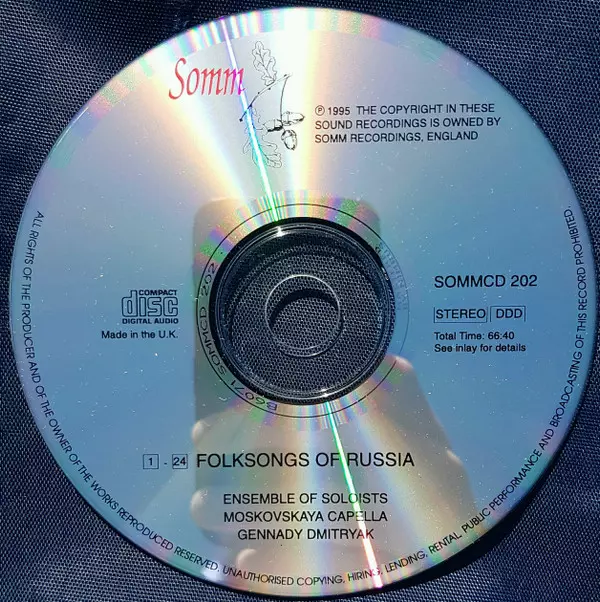 Somm
℗ 1995 THE COPYRIGHT IN THESE
SOUND RECORDINGS IS OWNED BY
SOMM RECORDINGS, ENGLAND
COMPACT
disc
DIGITAL AUDIO
Made in the U.K.
SOMMCD 202
STEREO DDD
Total Time: 66:40
See inlay for details
B6071 SOMMCD 202
1 - 24 FOLKSONGS OF RUSSIA
ENSEMBLE OF SOLOISTS
MOSKOVSKAYA CAPELLA
GENNADY DMITRYAK
ALL RIGHTS OF THE PRODUCER AND OF THE OWNER OF THE WORKS REPRODUCED RESERVED. UNAUTHORISED COPYING, HIRING, LENDING, RENTAL, PUBLIC PERFORMANCE AND BROADCASTING OF THIS RECORD PROHIBITED.